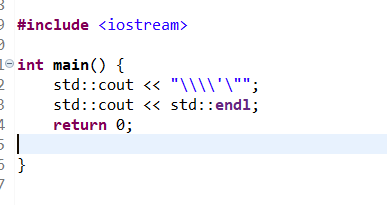 #include <iostream>
int main() {
    std::cout << "\\\\'\"";
    std::cout << std::endl;
    return 0;
}